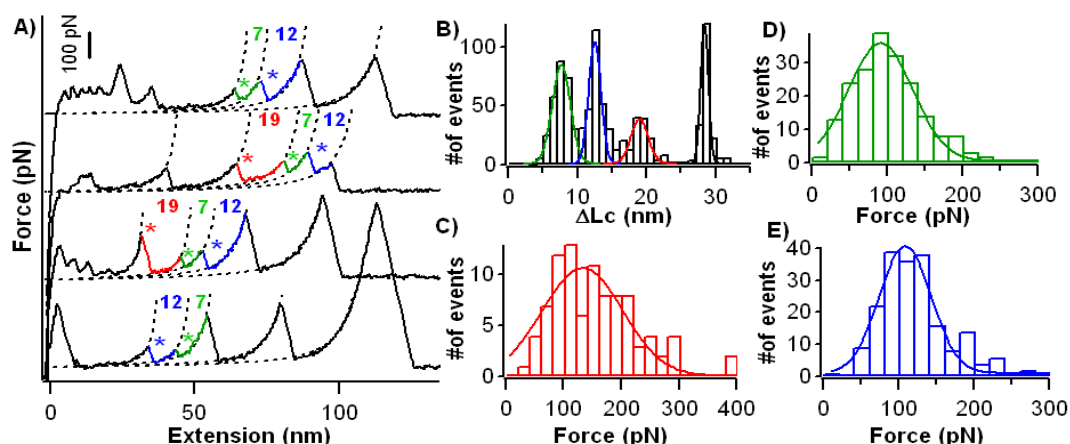 A)
100 pN
7 12
* *
19 7 12
* * *
19 7 12
* * *
12 7
* *
Force (pN)
0 50 100
Extension (nm)
B)
100
50
0
#of events
0 10 20 30
ΔLc (nm)
C)
10
5
0
#of events
0 100 200 300 400
Force (pN)
D)
30
20
10
0
#of events
0 100 200 300
Force (pN)
E)
40
30
20
10
0
#of events
0 100 200 300
Force (pN)